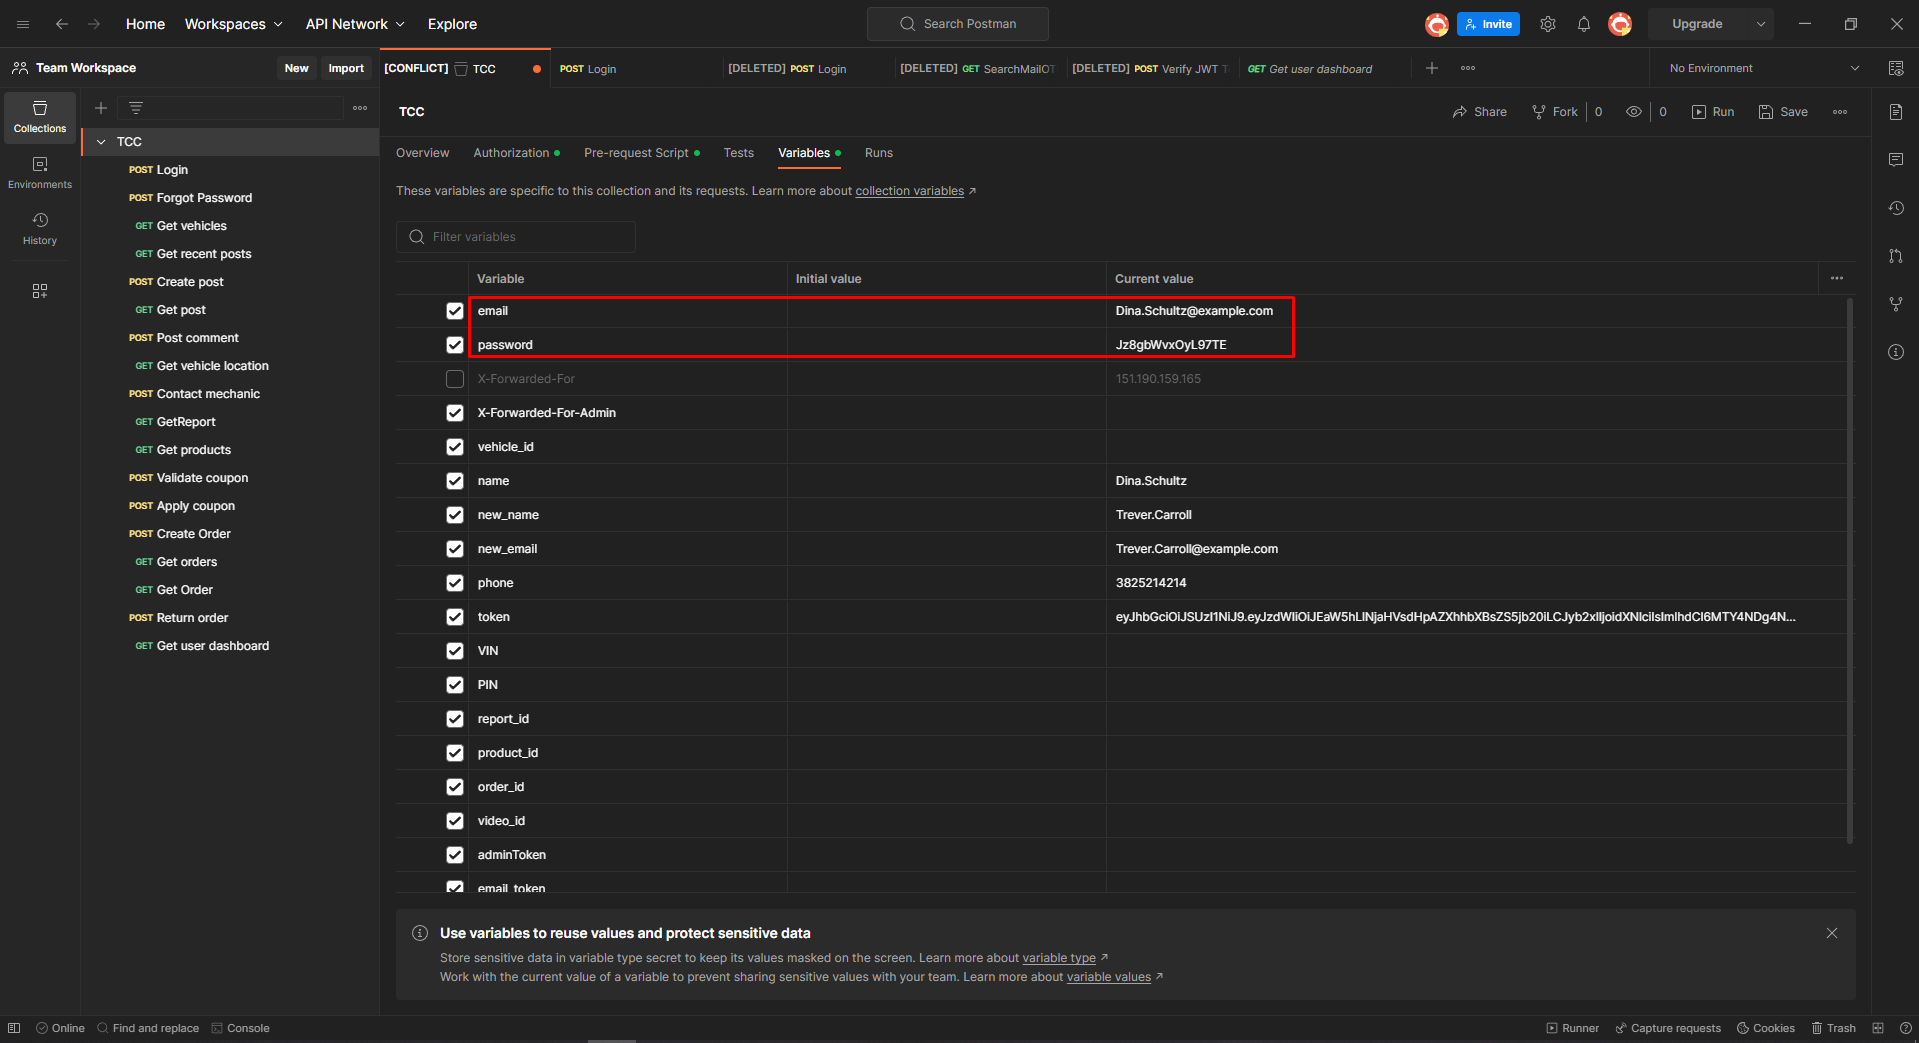 Home Workspaces API Network Explore Search Postman Invite Upgrade
Team Workspace New Import [CONFLICT] TCC POST Login [DELETED] POST Login [DELETED] GET SearchMailOT [DELETED] POST Verify JWT T GET Get user dashboard No Environment
Collections
Environments
History
TCC
POST Login
POST Forgot Password
GET Get vehicles
GET Get recent posts
POST Create post
GET Get post
POST Post comment
GET Get vehicle location
POST Contact mechanic
GET GetReport
GET Get products
POST Validate coupon
POST Apply coupon
POST Create Order
GET Get orders
GET Get Order
POST Return order
GET Get user dashboard
TCC Share Fork 0 0 Run Save
Overview Authorization Pre-request Script Tests Variables Runs
These variables are specific to this collection and its requests. Learn more about collection variables ↗
Filter variables
Variable Initial value Current value
email Dina.Schultz@example.com
password Jz8gbWvxOyL97TE
X-Forwarded-For 151.190.159.165
X-Forwarded-For-Admin
vehicle_id
name Dina.Schultz
new_name Trever.Carroll
new_email Trever.Carroll@example.com
phone 3825214214
token
VIN
PIN
report_id
product_id
order_id
video_id
adminToken
email_token
Use variables to reuse values and protect sensitive data
Store sensitive data in variable type secret to keep its values masked on the screen. Learn more about variable type ↗
Work with the current value of a variable to prevent sharing sensitive values with your team. Learn more about variable values ↗
Online Find and replace Console Runner Capture requests Cookies Trash